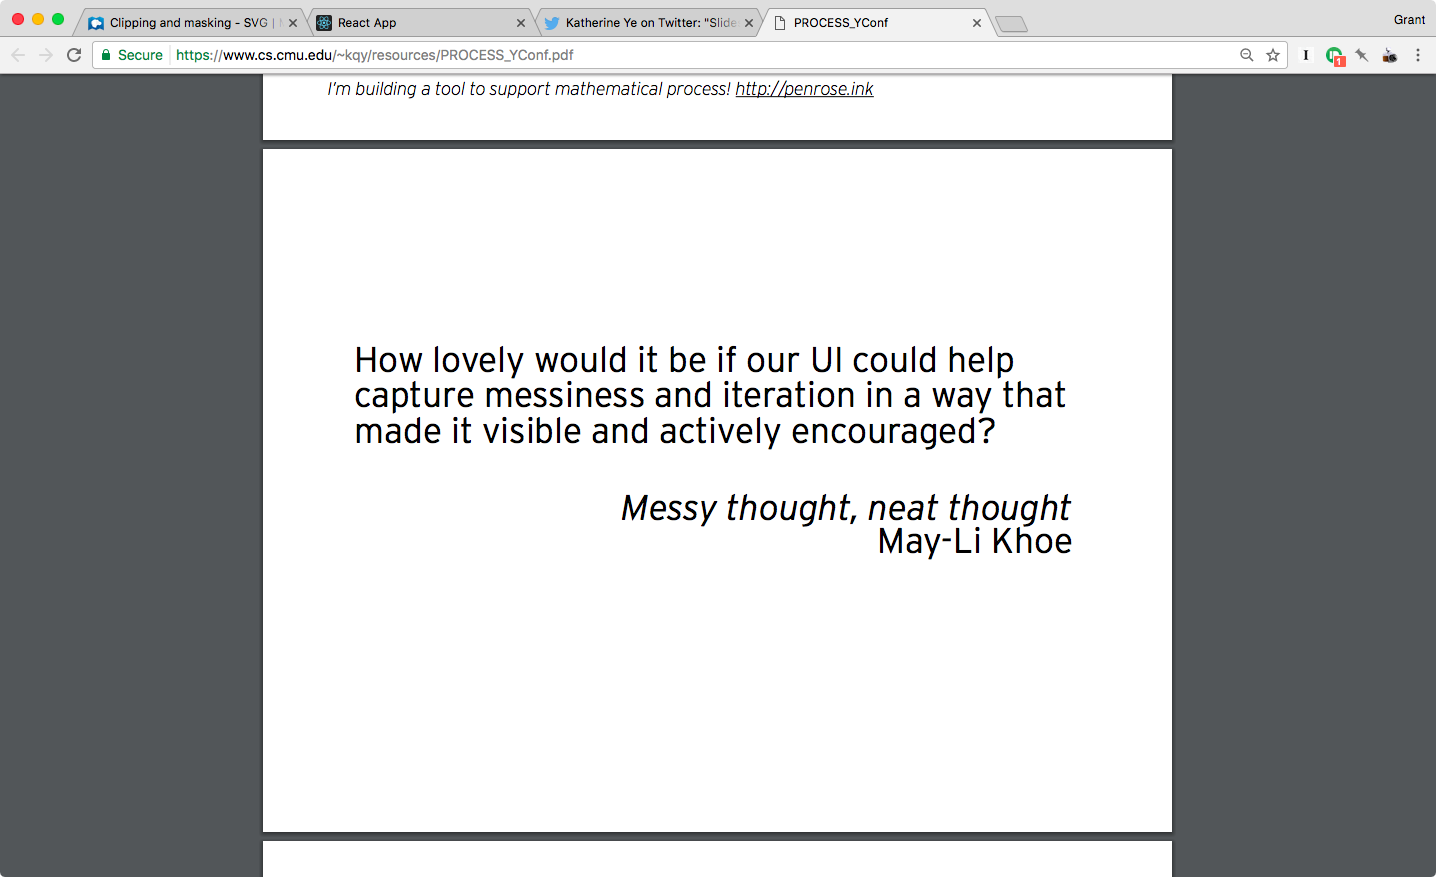 Clipping and masking - SVG |
React App
Katherine Ye on Twitter: "Slide
PROCESS_YConf
Grant
Secure
https://www.cs.cmu.edu/~kqy/resources/PROCESS_YConf.pdf
I
1
I'm building a tool to support mathematical process! http://penrose.ink
How lovely would it be if our UI could help
capture messiness and iteration in a way that
made it visible and actively encouraged?
Messy thought, neat thought
May-Li Khoe